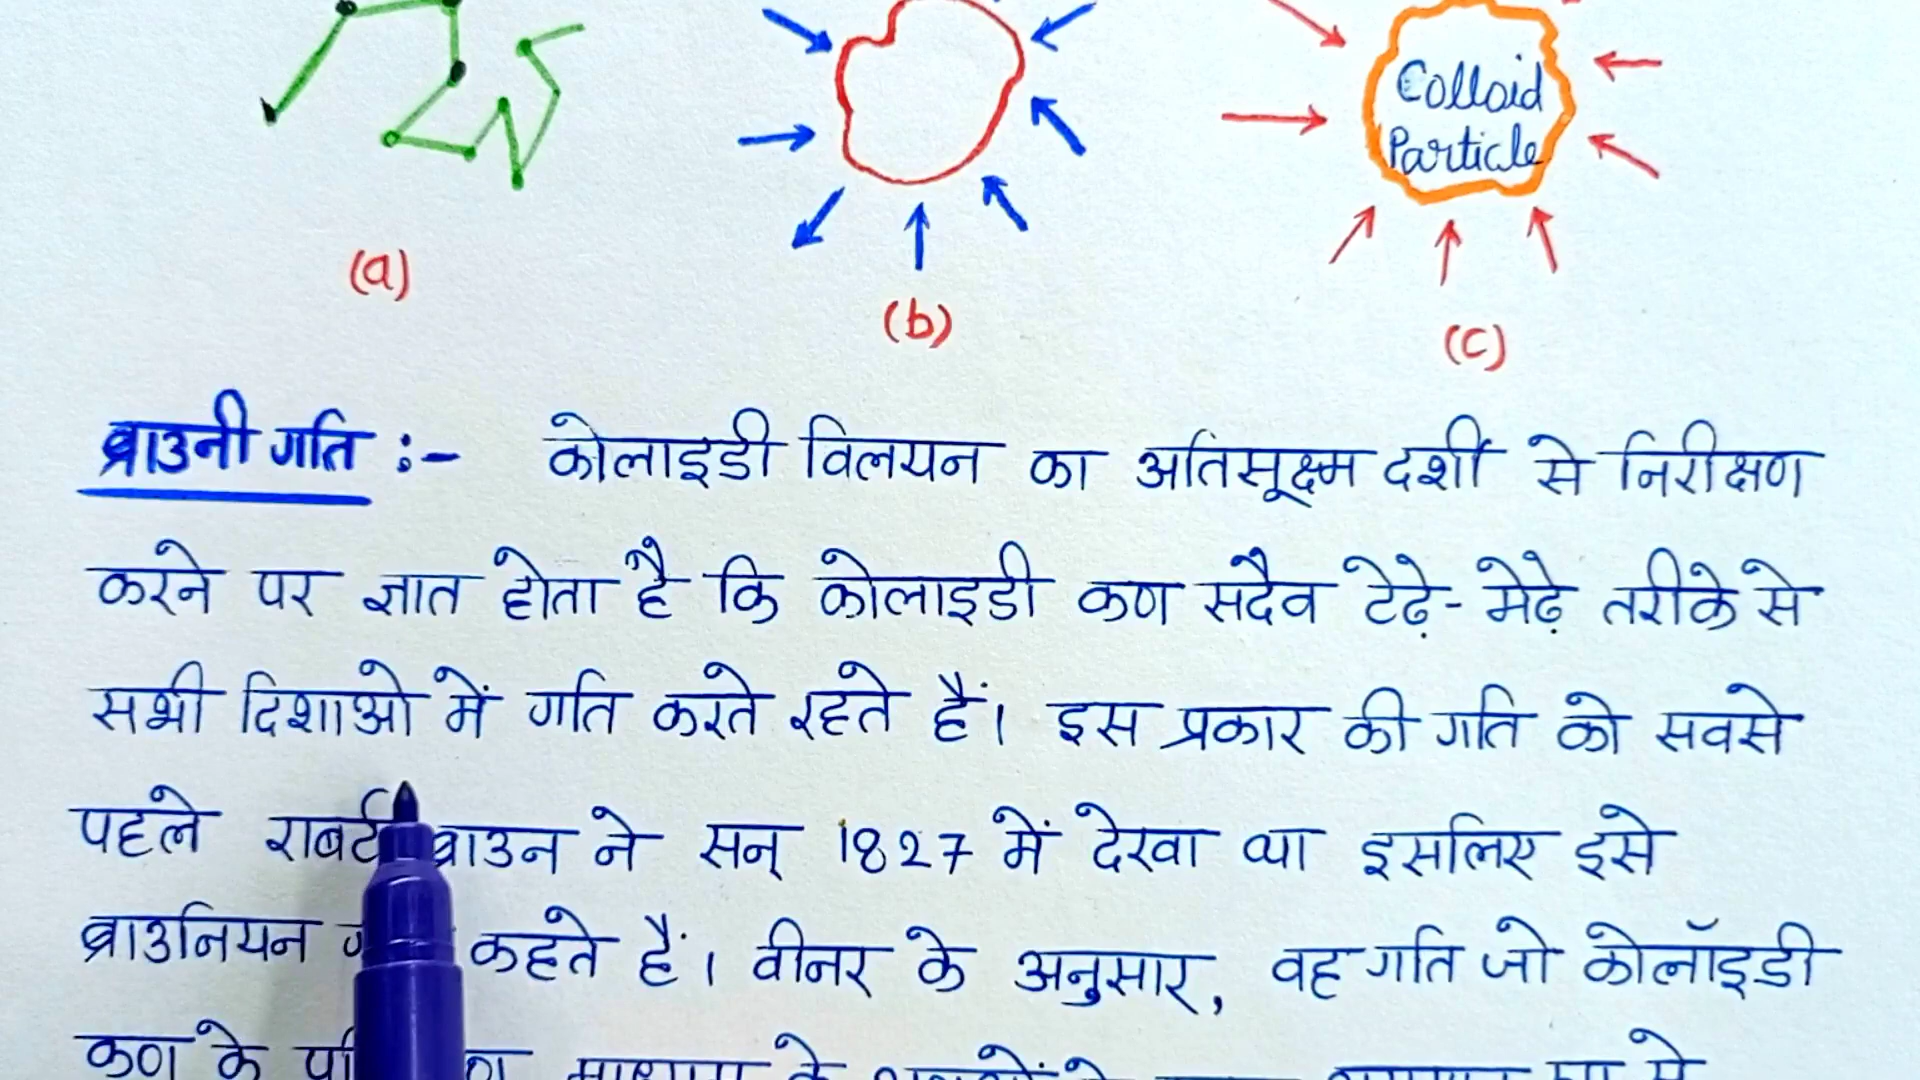 Colloid
Particle
(a)
(b)
(c)
ब्राउनी गति :- कोलाइडी विलयन का अतिसूक्ष्म दर्शी से निरीक्षण
करने पर ज्ञात होता है कि कोलाइडी कण सदैव टेढ़े-मेढ़े तरीके से
सभी दिशाओ में गति करते रहते हैं। इस प्रकार की गति को सबसे
पहले राबर्ट ब्राउन ने सन् 1827 में देखा था इसलिए इसे
ब्राउनियन कहते हैं। वीनर के अनुसार, वह गति जो कोलॉइडी
कण के